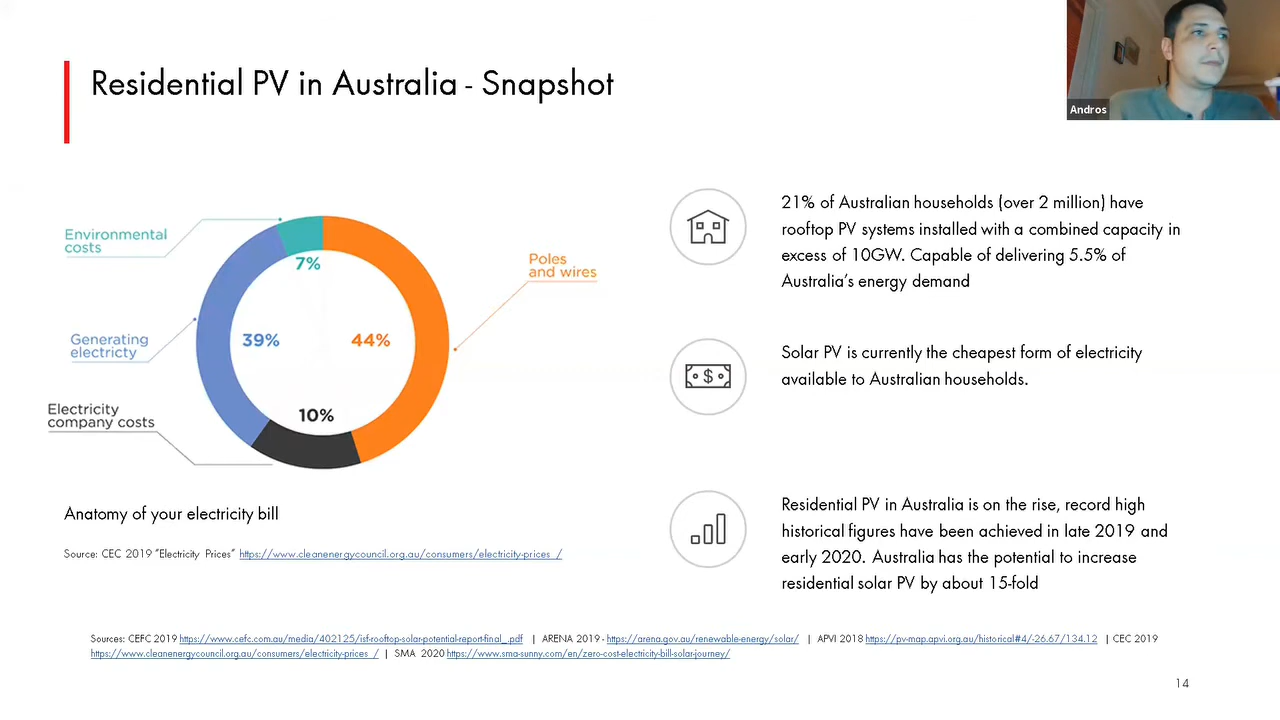 Residential PV in Australia - Snapshot
Andros
Environmental
costs
7%
Poles
and wires
Generating
electricty
39%
44%
Electricity
company costs
10%
Anatomy of your electricity bill
Source: CEC 2019 "Electricity Prices" https://www.cleanenergycouncil.org.au/consumers/electricity-prices /
21% of Australian households (over 2 million) have
rooftop PV systems installed with a combined capacity in
excess of 10GW. Capable of delivering 5.5% of
Australia's energy demand
$
Solar PV is currently the cheapest form of electricity
available to Australian households.
Residential PV in Australia is on the rise, record high
historical figures have been achieved in late 2019 and
early 2020. Australia has the potential to increase
residential solar PV by about 15-fold
Sources: CEFC 2019 https://www.cefc.com.au/media/402125/isf-rooftop-solar-potential-report-final_.pdf | ARENA 2019 - https://arena.gov.au/renewable-energy/solar/ | APVI 2018 https://pv-map.apvi.org.au/historical#4/-26.67/134.12 | CEC 2019
https://www.cleanenergycouncil.org.au/consumers/electricity-prices / | SMA 2020 https://www.sma-sunny.com/en/zero-cost-electricity-bill-solar-journey/
14